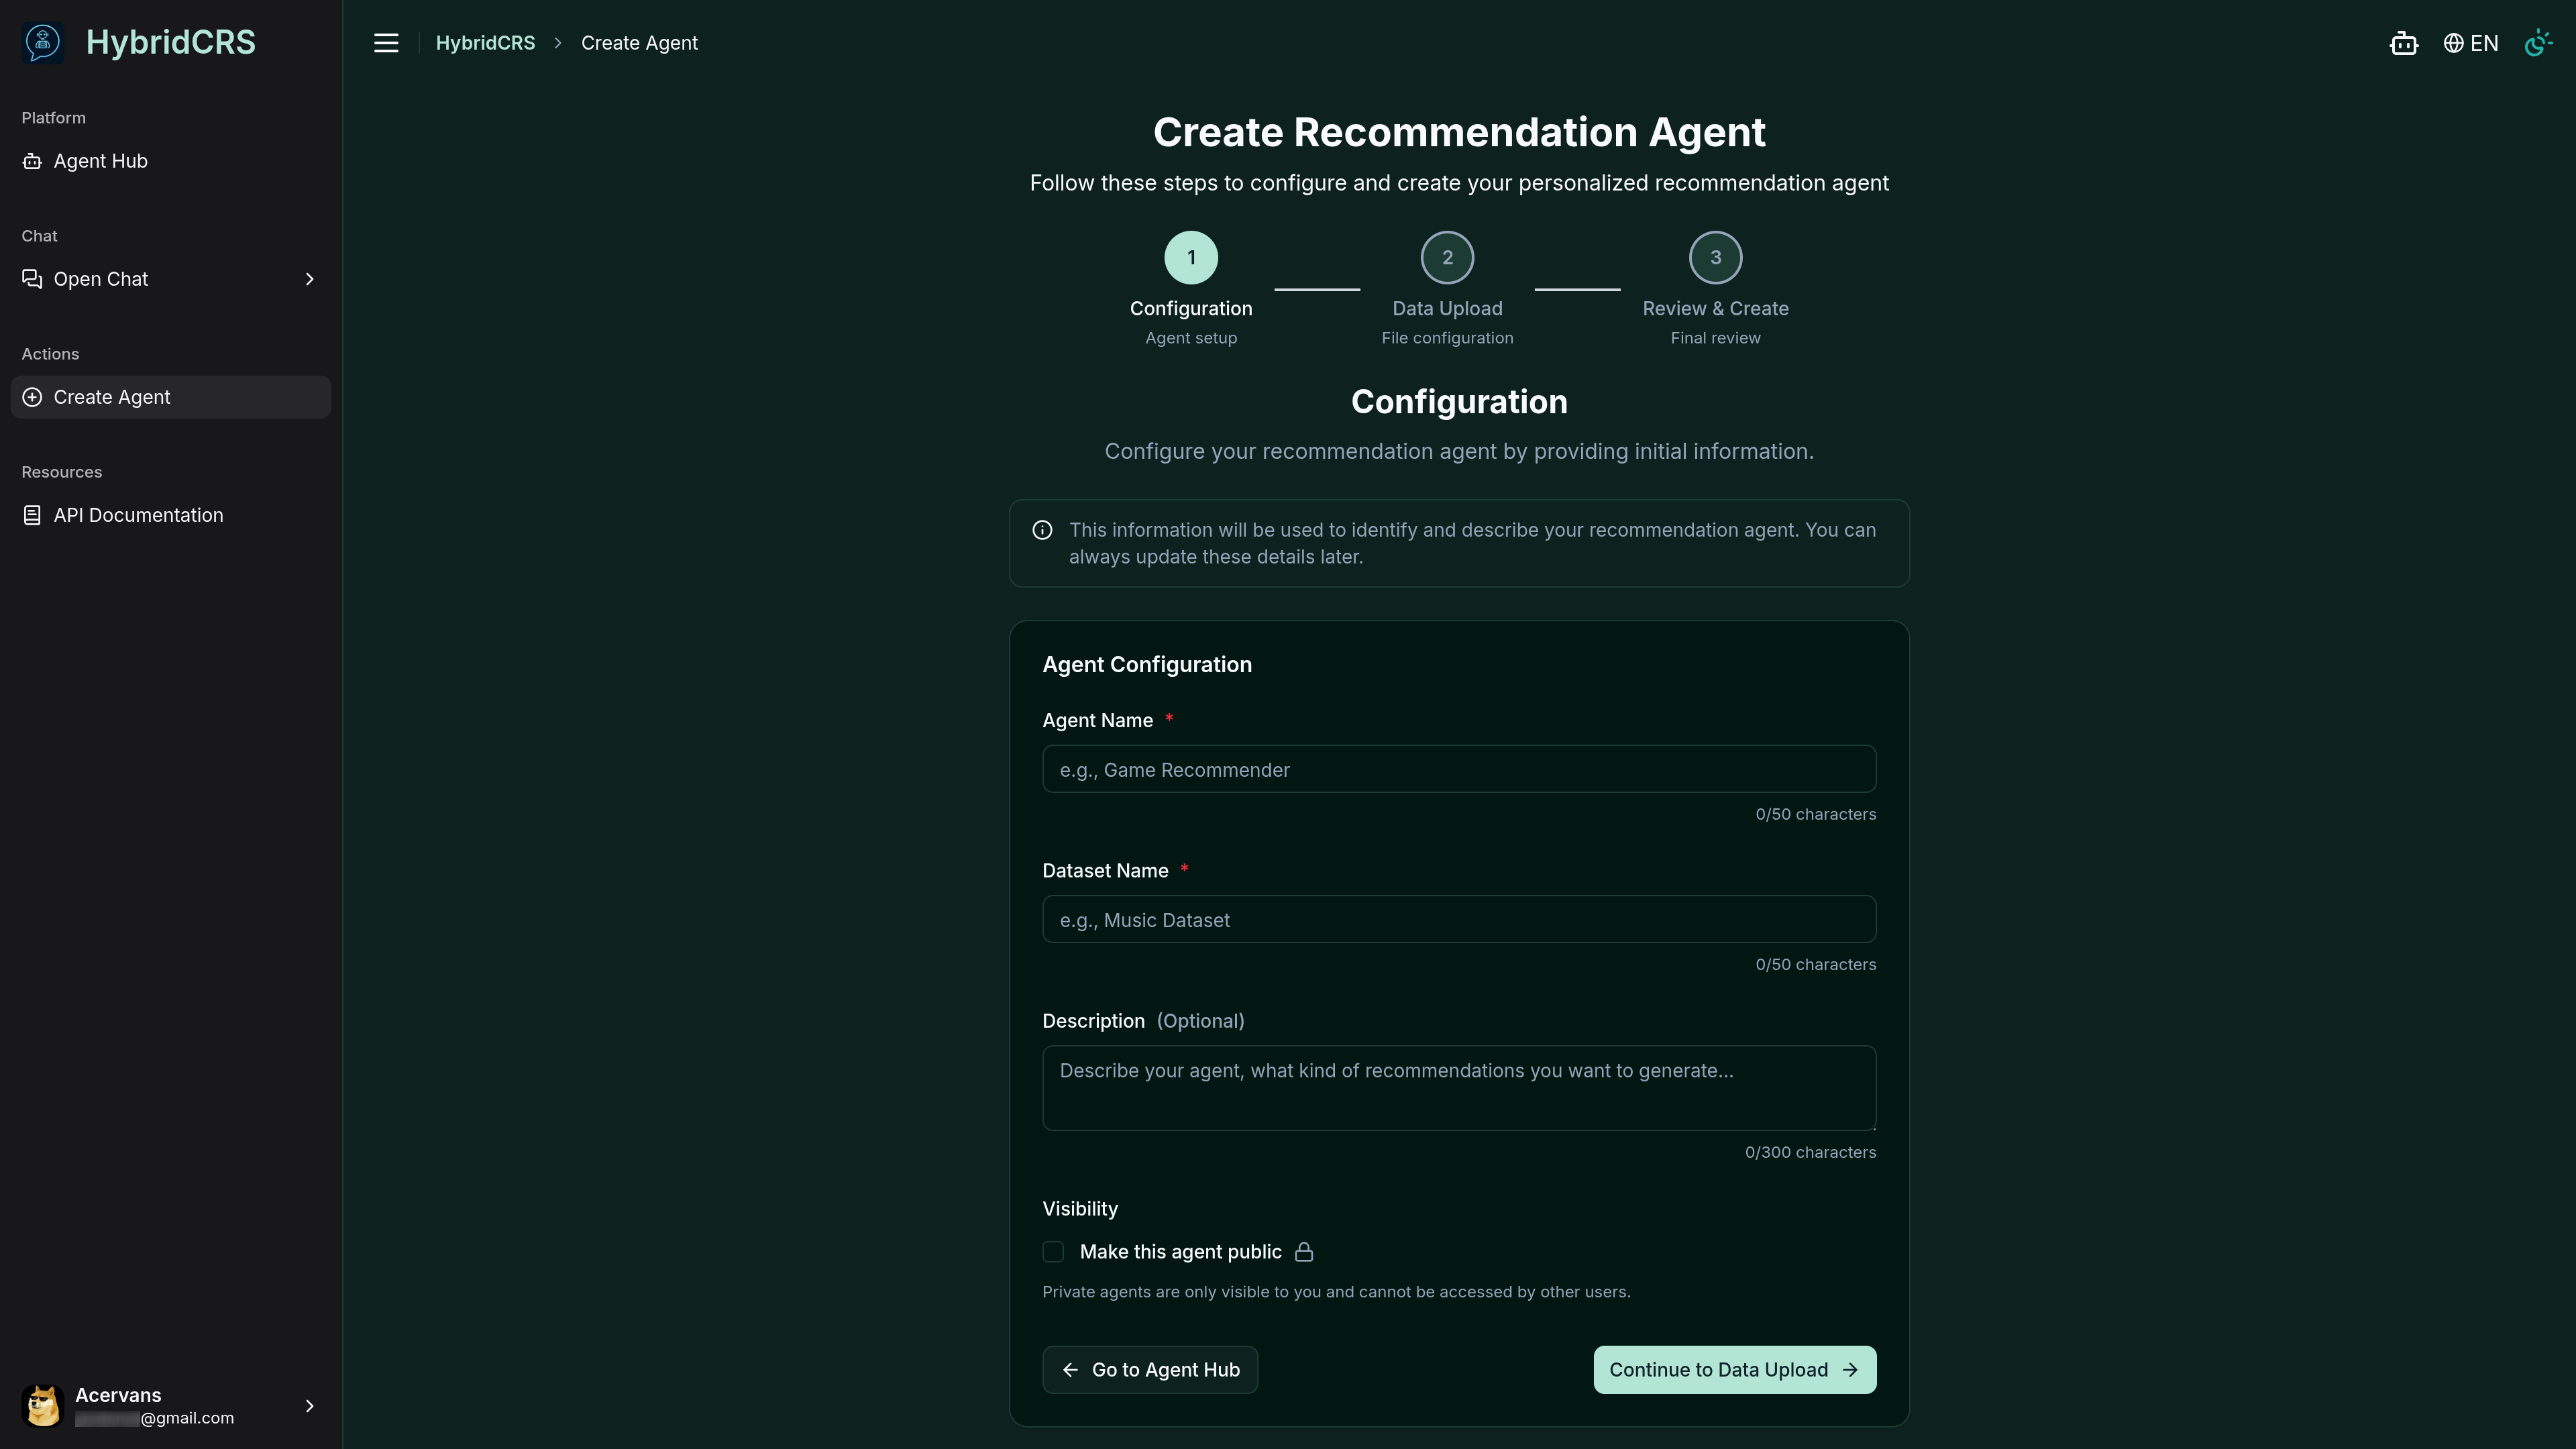 HybridCRS
Platform
Agent Hub
Chat
Open Chat
Actions
Create Agent
Resources
API Documentation
Acervans
@gmail.com
HybridCRS > Create Agent
EN
Create Recommendation Agent
Follow these steps to configure and create your personalized recommendation agent
1
Configuration
Agent setup
2
Data Upload
File configuration
3
Review & Create
Final review
Configuration
Configure your recommendation agent by providing initial information.
This information will be used to identify and describe your recommendation agent. You can
always update these details later.
Agent Configuration
Agent Name *
e.g., Game Recommender
0/50 characters
Dataset Name *
e.g., Music Dataset
0/50 characters
Description (Optional)
Describe your agent, what kind of recommendations you want to generate...
0/300 characters
Visibility
Make this agent public
Private agents are only visible to you and cannot be accessed by other users.
Go to Agent Hub
Continue to Data Upload